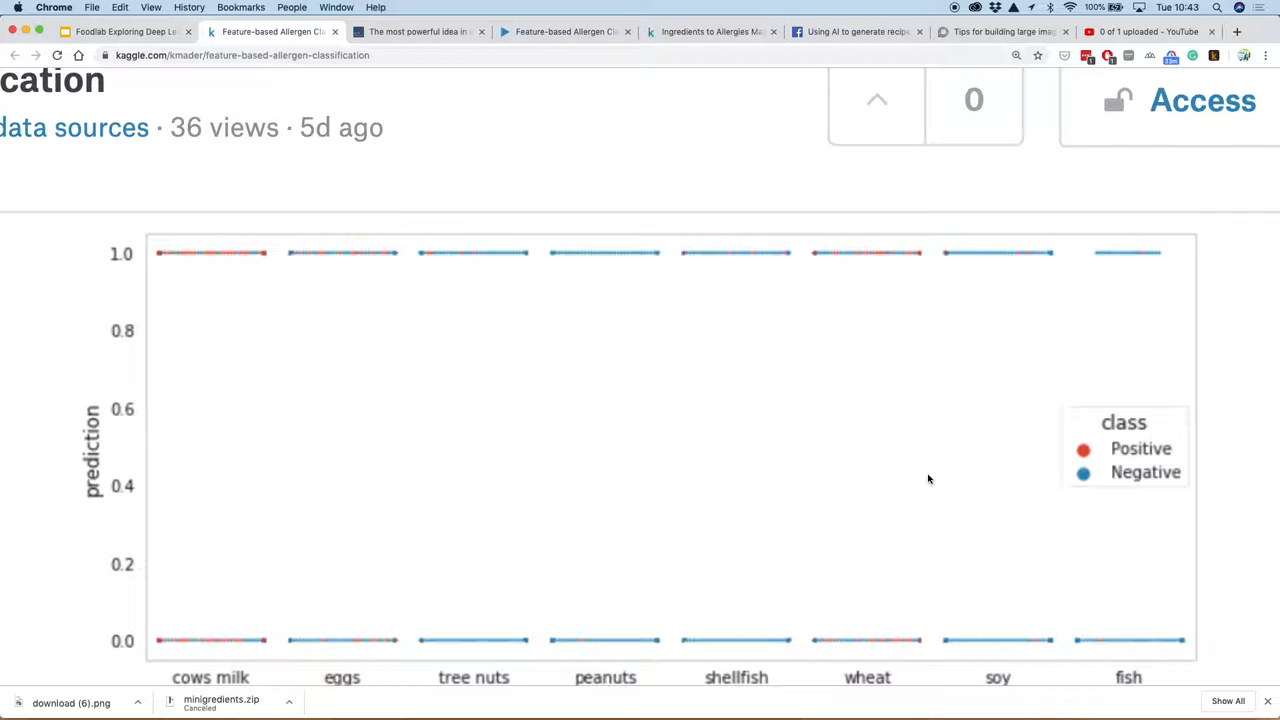 Chrome File Edit View History Bookmarks People Window Help 100% Tue 10:43
Foodlab Exploring Deep Le Feature-based Allergen Cla The most powerful idea in Feature-based Allergen Cla Ingredients to Allergies Ma Using AI to generate recipe Tips for building large imag 0 of 1 uploaded - YouTube
kaggle.com/kmader/feature-based-allergen-classification
cation
data sources · 36 views · 5d ago
0
Access
1.0
0.8
0.6
0.4
0.2
0.0
prediction
class
Positive
Negative
cows milk eggs tree nuts peanuts shellfish wheat soy fish
download (6).png
minigredients.zip
Canceled
Show All